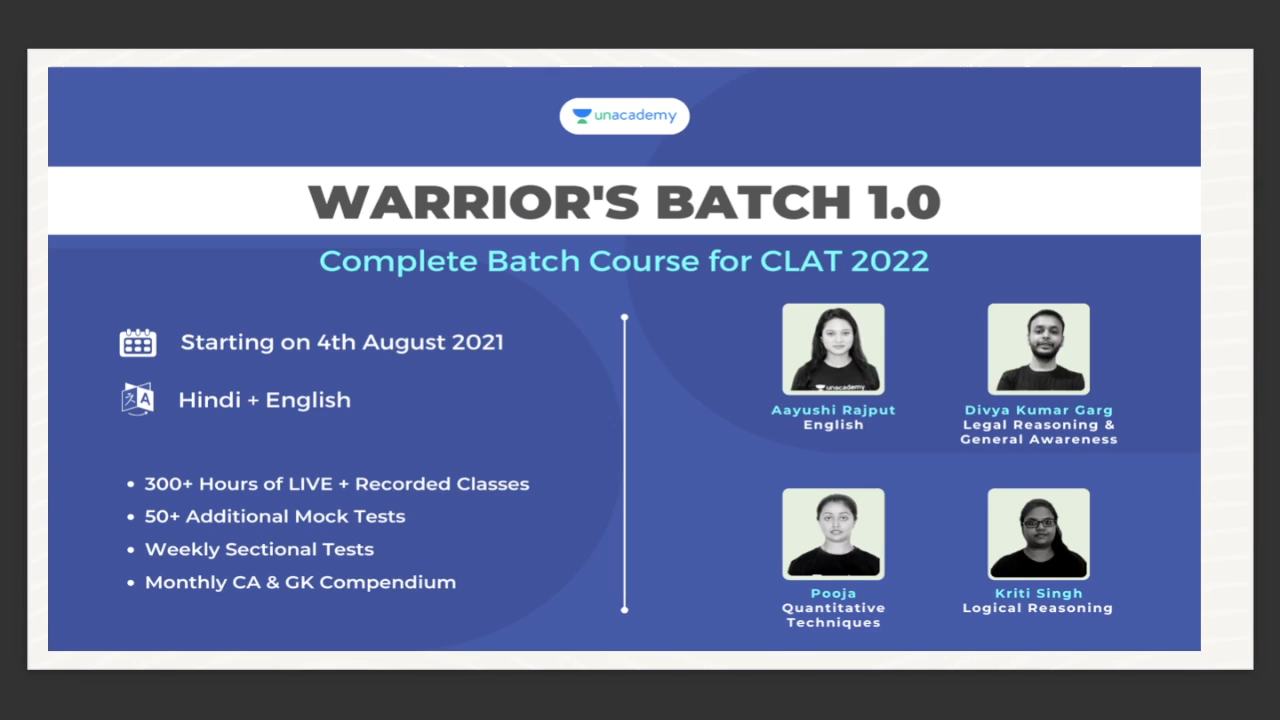 unacademy
WARRIOR'S BATCH 1.0
Complete Batch Course for CLAT 2022
Starting on 4th August 2021
Hindi + English
• 300+ Hours of LIVE + Recorded Classes
• 50+ Additional Mock Tests
• Weekly Sectional Tests
• Monthly CA & GK Compendium
unacademy
Aayushi Rajput
English
Divya Kumar Garg
Legal Reasoning &
General Awareness
Pooja
Quantitative
Techniques
Kriti Singh
Logical Reasoning